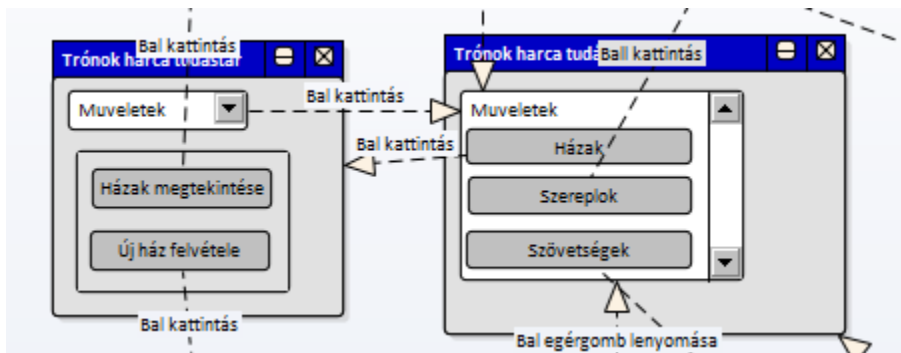 Bal kattintás
Trónok harca tudástár
Muveletek
Bal kattintás
Házak megtekintése
Új ház felvétele
Bal kattintás
Trónok harca tudá
Ball kattintás
Muveletek
Bal kattintás
Házak
Szereplok
Szövetségek
Bal egérgomb lenyomása